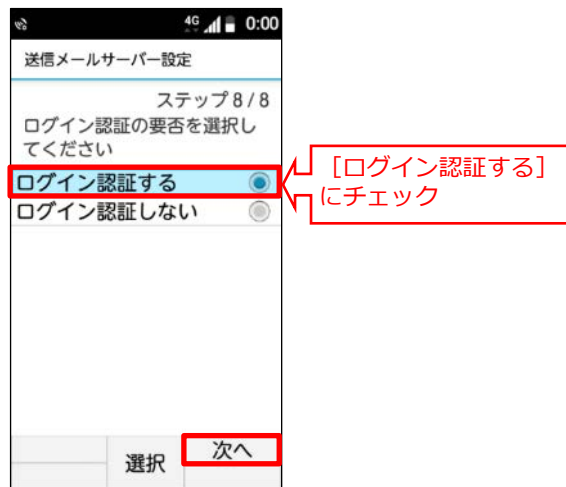 4G 0:00
送信メールサーバー設定
ステップ 8 / 8
ログイン認証の要否を選択し
てください
ログイン認証する
ログイン認証しない
［ログイン認証する］
にチェック
次へ
選択